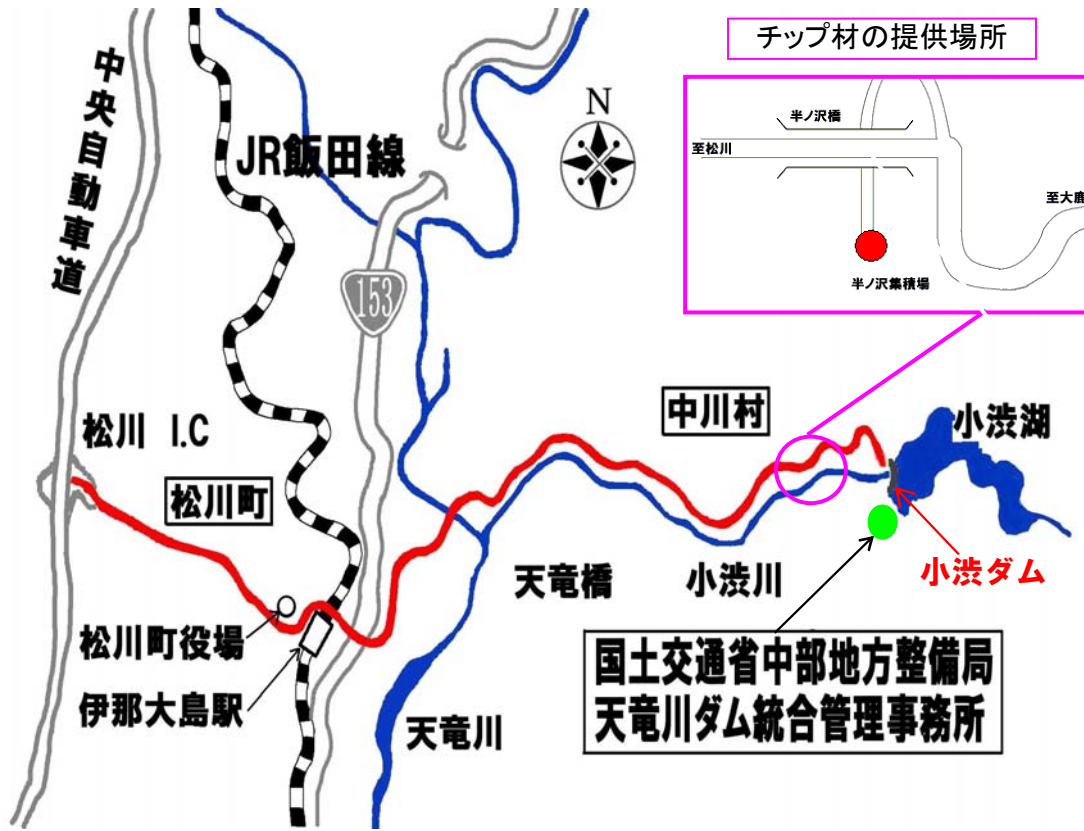 チップ材の提供場所
半ノ沢橋
至松川
至大鹿
半ノ沢集積場
中央自動車道
JR飯田線
N
153
松川 I.C
松川町
中川村
小渋湖
天竜橋
小渋川
小渋ダム
松川町役場
伊那大島駅
天竜川
国土交通省中部地方整備局
天竜川ダム統合管理事務所